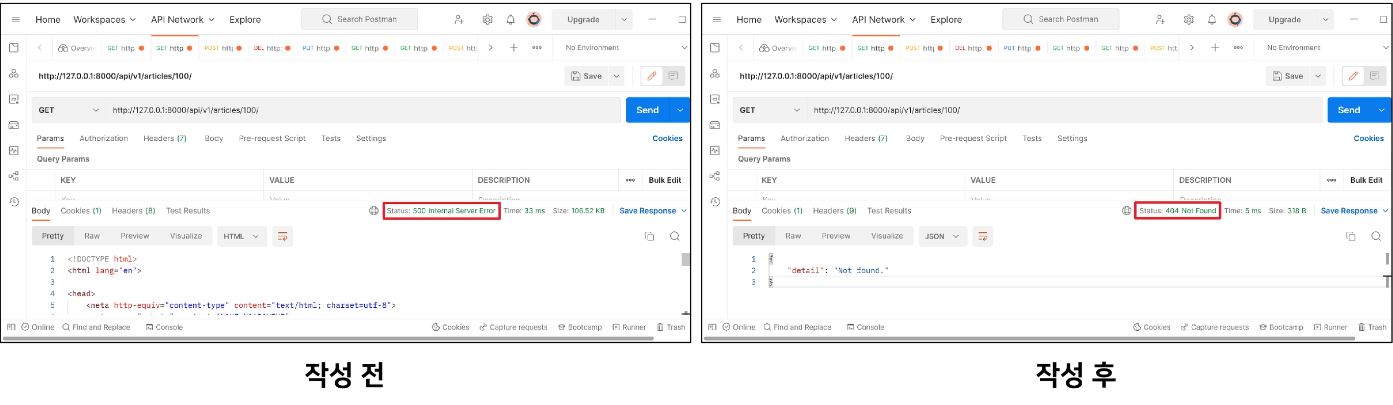 Home Workspaces API Network Explore Search Postman Upgrade
Overvi GET http GET http POST http DEL http PUT http GET http GET http POST htt No Environment
http://127.0.0.1:8000/api/v1/articles/100/ Save
GET http://127.0.0.1:8000/api/v1/articles/100/ Send
Params Authorization Headers (7) Body Pre-request Script Tests Settings Cookies
Query Params
KEY VALUE DESCRIPTION Bulk Edit
Key Value Description
Body Cookies (1) Headers (8) Test Results Status: 500 Internal Server Error Time: 33 ms Size: 106.52 KB Save Response
Pretty Raw Preview Visualize HTML
1 <!DOCTYPE html>
2 <html lang="en">
3
4 <head>
5 <meta http-equiv="content-type" content="text/html; charset=utf-8">
Online Find and Replace Console Cookies Capture requests Bootcamp Runner Trash
작성 전
Home Workspaces API Network Explore Search Postman Upgrade
Overvi GET http GET http POST http DEL http PUT http GET http GET http POST htt No Environment
http://127.0.0.1:8000/api/v1/articles/100/ Save
GET http://127.0.0.1:8000/api/v1/articles/100/ Send
Params Authorization Headers (7) Body Pre-request Script Tests Settings Cookies
Query Params
KEY VALUE DESCRIPTION Bulk Edit
Key Value Description
Body Cookies (1) Headers (9) Test Results Status: 404 Not Found Time: 5 ms Size: 318 B Save Response
Pretty Raw Preview Visualize JSON
1 {
2 "detail": "Not found."
3 }
Online Find and Replace Console Cookies Capture requests Bootcamp Runner Trash
작성 후